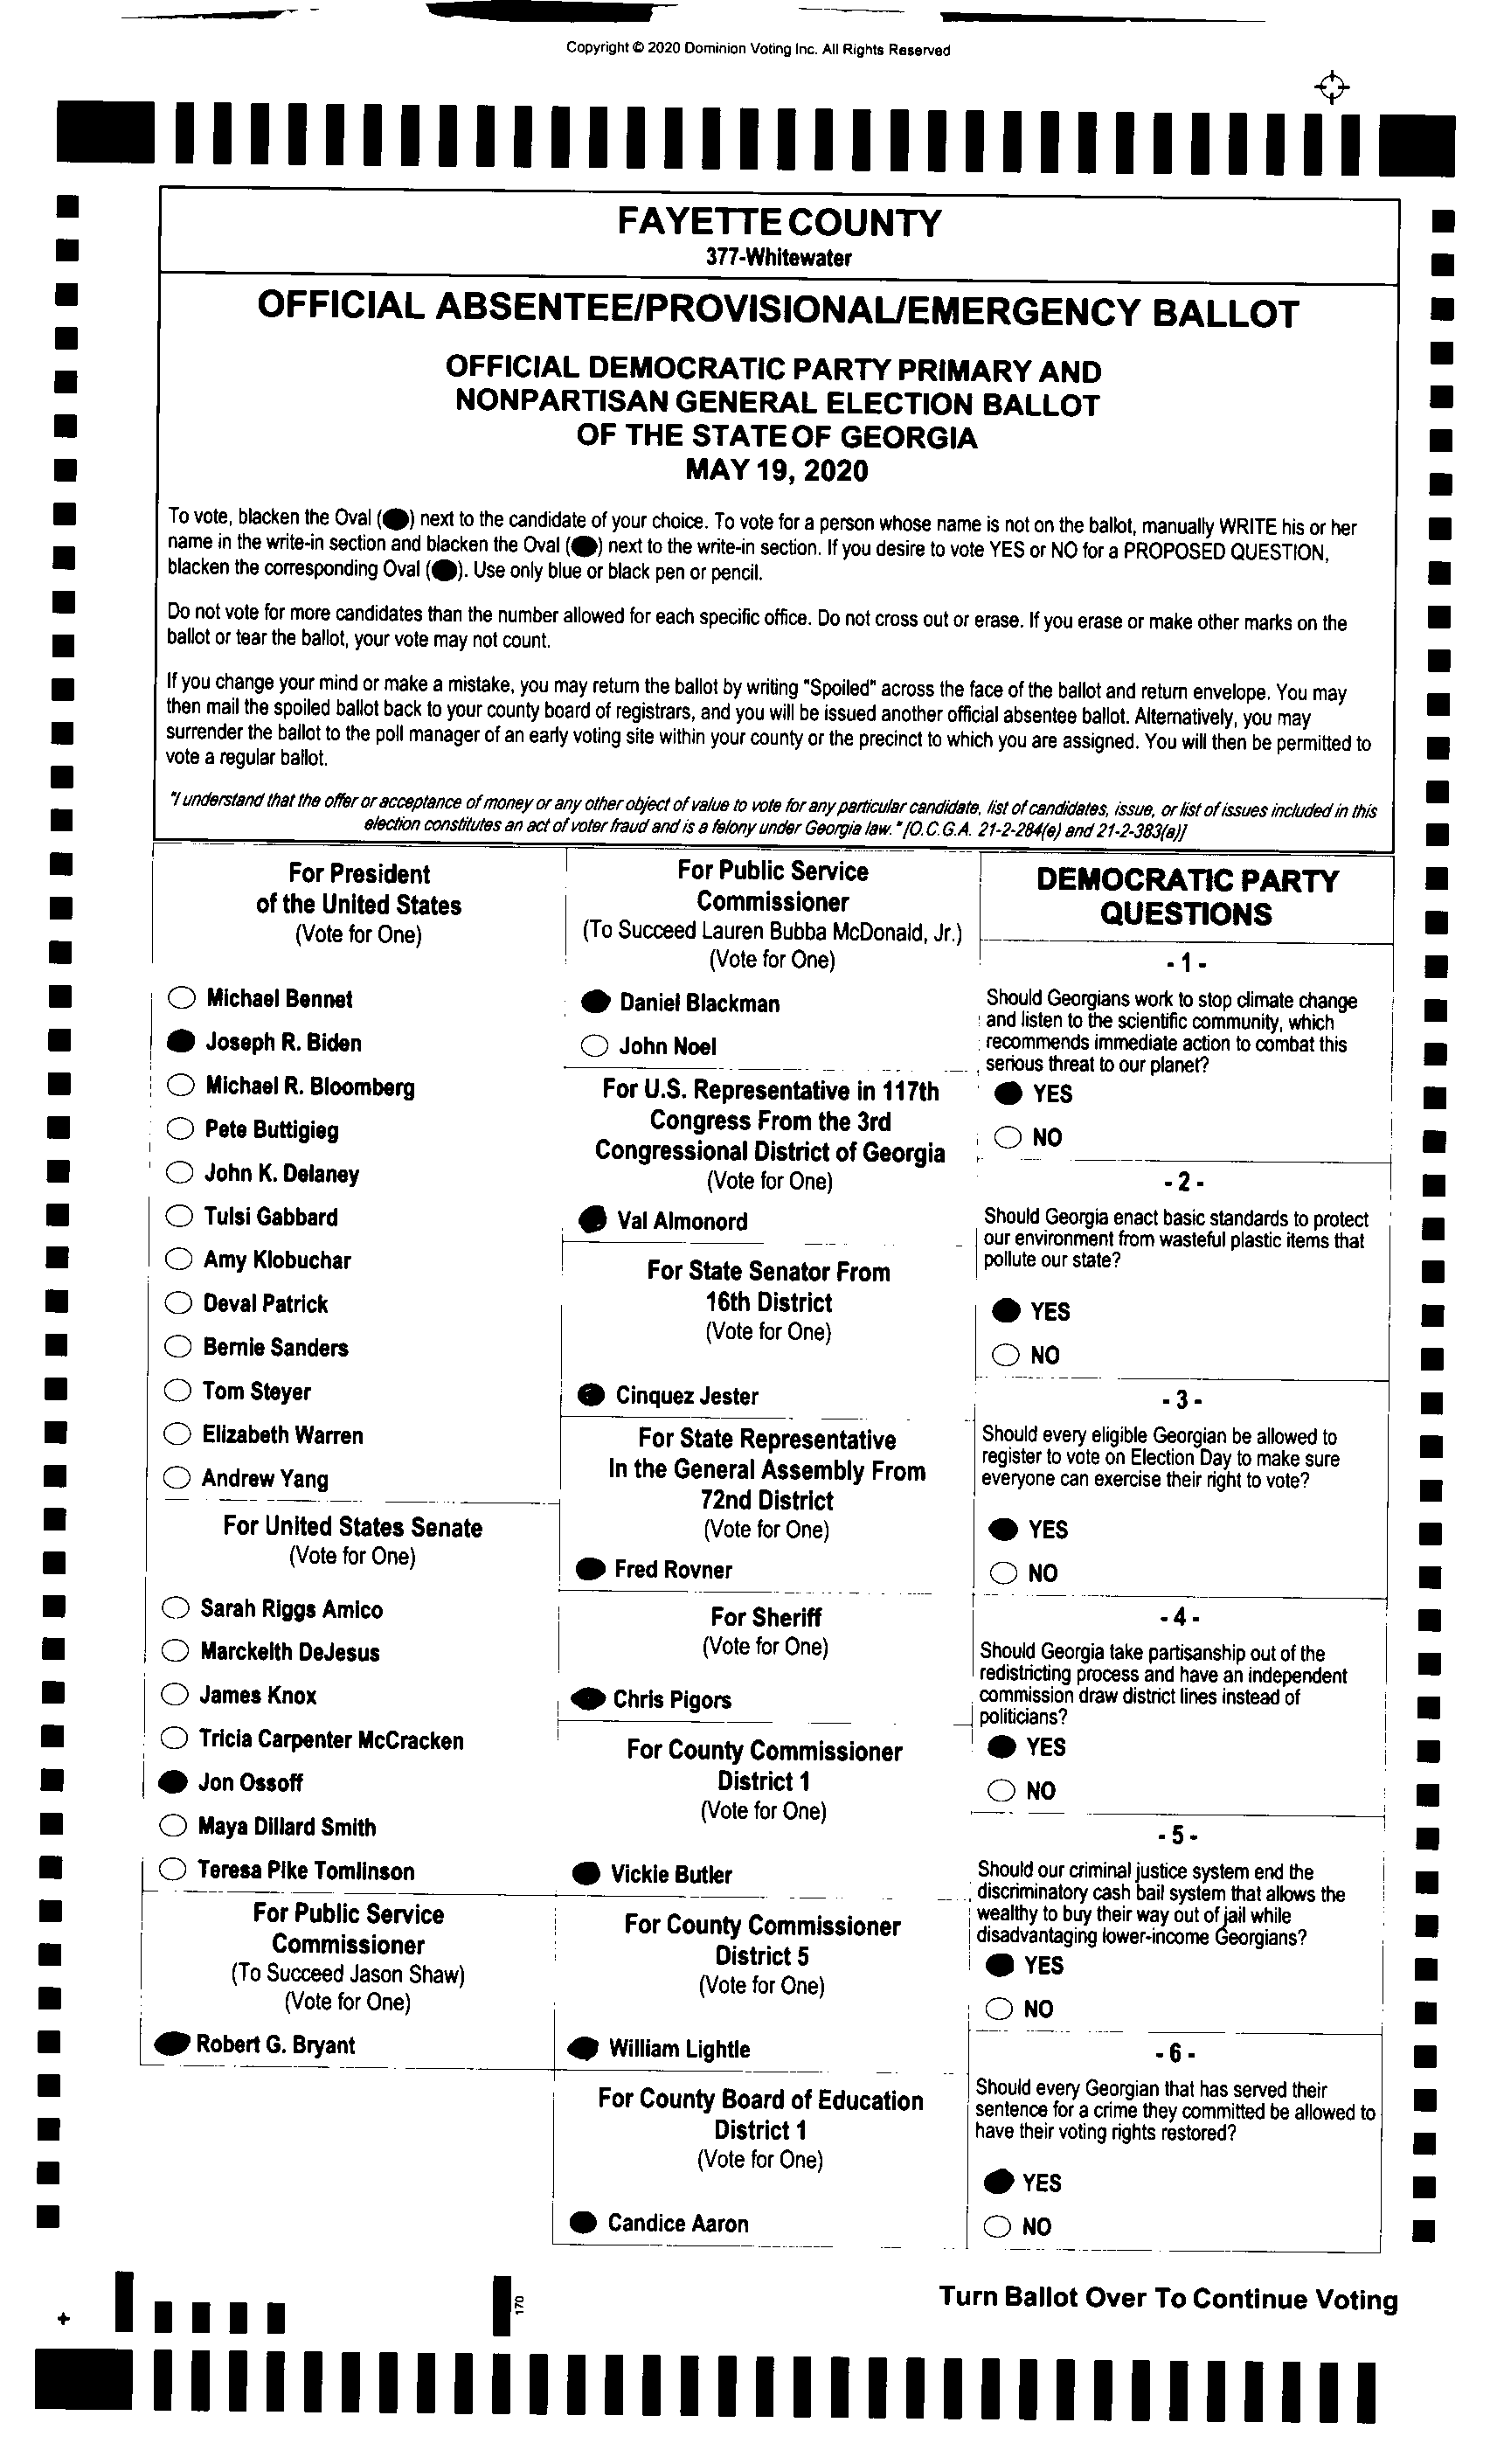 Copyright © 2020 Dominion Voting Inc. All Rights Reserved
FAYETTE COUNTY
377-Whitewater
OFFICIAL ABSENTEE/PROVISIONAL/EMERGENCY BALLOT
OFFICIAL DEMOCRATIC PARTY PRIMARY AND
NONPARTISAN GENERAL ELECTION BALLOT
OF THE STATE OF GEORGIA
MAY 19, 2020
To vote, blacken the Oval ( ) next to the candidate of your choice. To vote for a person whose name is not on the ballot, manually WRITE his or her
name in the write-in section and blacken the Oval ( ) next to the write-in section. If you desire to vote YES or NO for a PROPOSED QUESTION,
blacken the corresponding Oval ( ). Use only blue or black pen or pencil.
Do not vote for more candidates than the number allowed for each specific office. Do not cross out or erase. If you erase or make other marks on the
ballot or tear the ballot, your vote may not count.
If you change your mind or make a mistake, you may return the ballot by writing "Spoiled" across the face of the ballot and return envelope. You may
then mail the spoiled ballot back to your county board of registrars, and you will be issued another official absentee ballot. Alternatively, you may
surrender the ballot to the poll manager of an early voting site within your county or the precinct to which you are assigned. You will then be permitted to
vote a regular ballot.
"I understand that the offer or acceptance of money or any other object of value to vote for any particular candidate, list of candidates, issue, or list of issues included in this
election constitutes an act of voter fraud and is a felony under Georgia law." [O.C.G.A. 21-2-284(e) and 21-2-383(a)]
For President
of the United States
(Vote for One)
Michael Bennet
Joseph R. Biden
Michael R. Bloomberg
Pete Buttigieg
John K. Delaney
Tulsi Gabbard
Amy Klobuchar
Deval Patrick
Bernie Sanders
Tom Steyer
Elizabeth Warren
Andrew Yang
For United States Senate
(Vote for One)
Sarah Riggs Amico
Marckeith DeJesus
James Knox
Tricia Carpenter McCracken
Jon Ossoff
Maya Dillard Smith
Teresa Pike Tomlinson
For Public Service
Commissioner
(To Succeed Jason Shaw)
(Vote for One)
Robert G. Bryant
For Public Service
Commissioner
(To Succeed Lauren Bubba McDonald, Jr.)
(Vote for One)
Daniel Blackman
John Noel
For U.S. Representative in 117th
Congress From the 3rd
Congressional District of Georgia
(Vote for One)
Val Almonord
For State Senator From
16th District
(Vote for One)
Cinquez Jester
For State Representative
In the General Assembly From
72nd District
(Vote for One)
Fred Rovner
For Sheriff
(Vote for One)
Chris Pigors
For County Commissioner
District 1
(Vote for One)
Vickie Butler
For County Commissioner
District 5
(Vote for One)
William Lightle
For County Board of Education
District 1
(Vote for One)
Candice Aaron
DEMOCRATIC PARTY
QUESTIONS
- 1 -
Should Georgians work to stop climate change
and listen to the scientific community, which
recommends immediate action to combat this
serious threat to our planet?
YES
NO
- 2 -
Should Georgia enact basic standards to protect
our environment from wasteful plastic items that
pollute our state?
YES
NO
- 3 -
Should every eligible Georgian be allowed to
register to vote on Election Day to make sure
everyone can exercise their right to vote?
YES
NO
- 4 -
Should Georgia take partisanship out of the
redistricting process and have an independent
commission draw district lines instead of
politicians?
YES
NO
- 5 -
Should our criminal justice system end the
discriminatory cash bail system that allows the
wealthy to buy their way out of jail while
disadvantaging lower-income Georgians?
YES
NO
- 6 -
Should every Georgian that has served their
sentence for a crime they committed be allowed to
have their voting rights restored?
YES
NO
170
Turn Ballot Over To Continue Voting